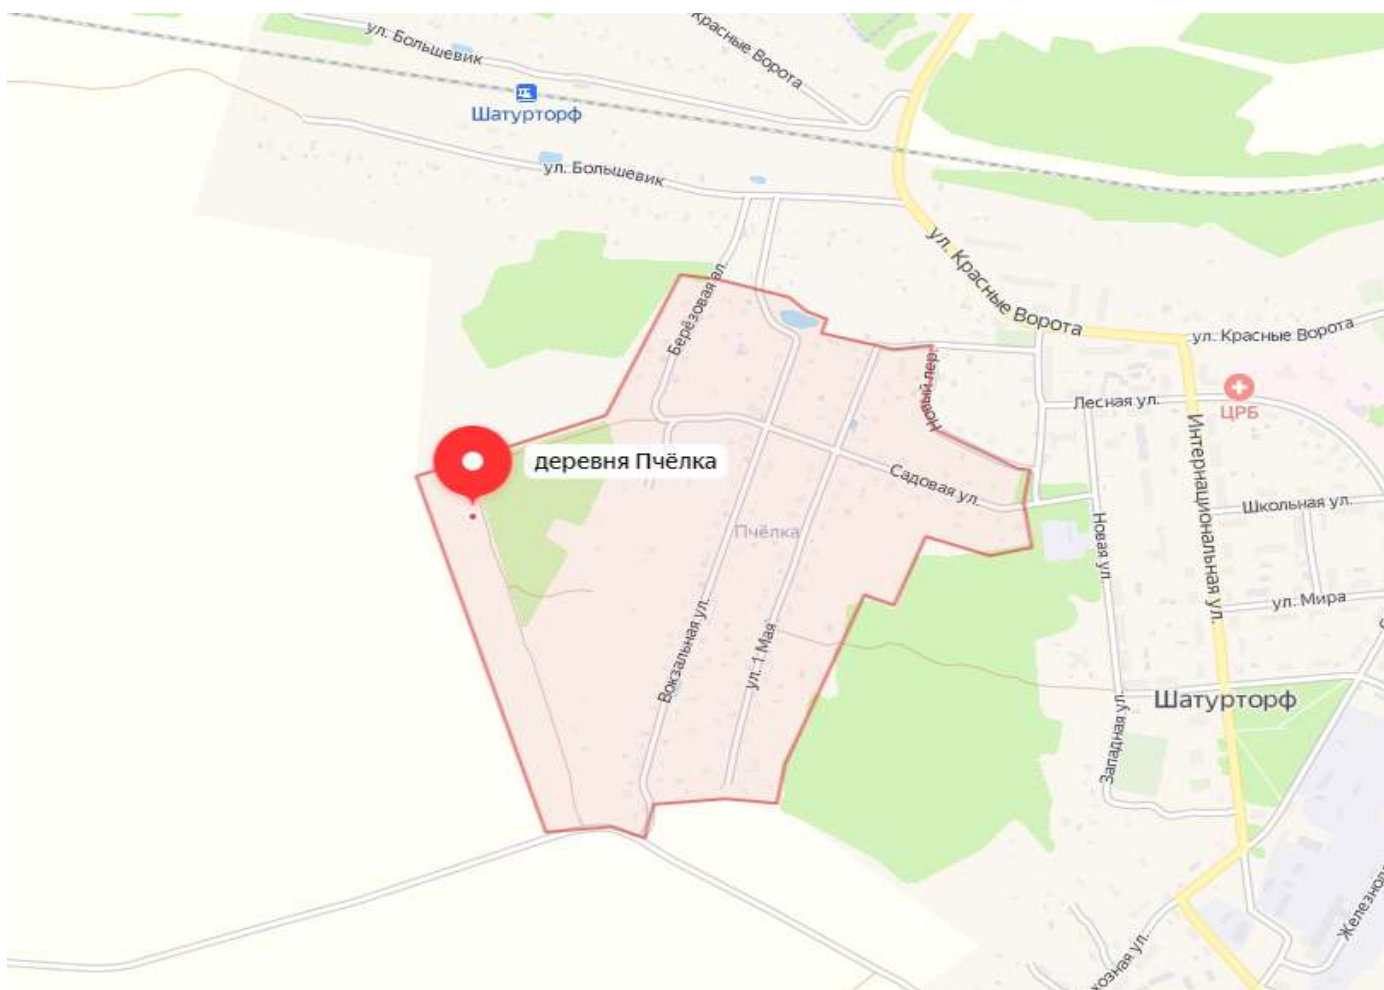 ул. Большевик
Красные Ворота
Шатурторф
ул. Большевик
ул. Красные Ворота
Берёзовая ал.
ул. Красные Ворота
Новый пер.
Лесная ул.
ЦРБ
Интернациональная ул.
деревня Пчёлка
Садовая ул.
Школьная ул.
Пчёлка
Новая ул.
Вокзальная ул.
ул. 1 Мая
ул. Мира
Шатурторф
Западная ул.